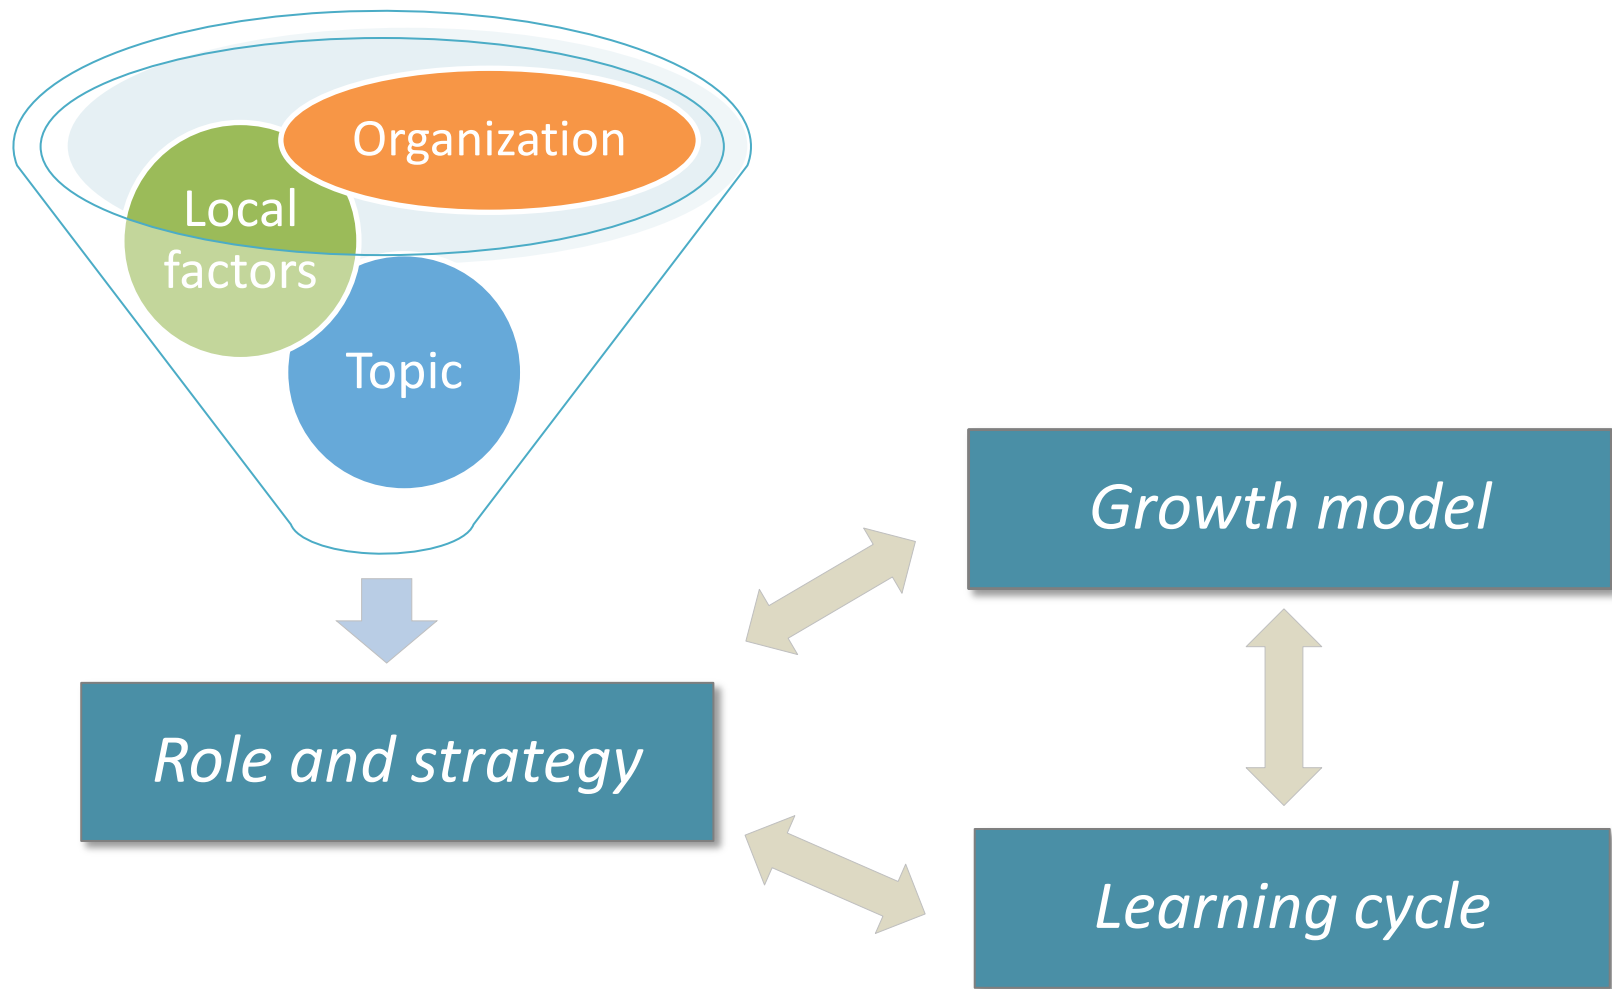 Organization
Local
factors
Topic
Growth model
Role and strategy
Learning cycle